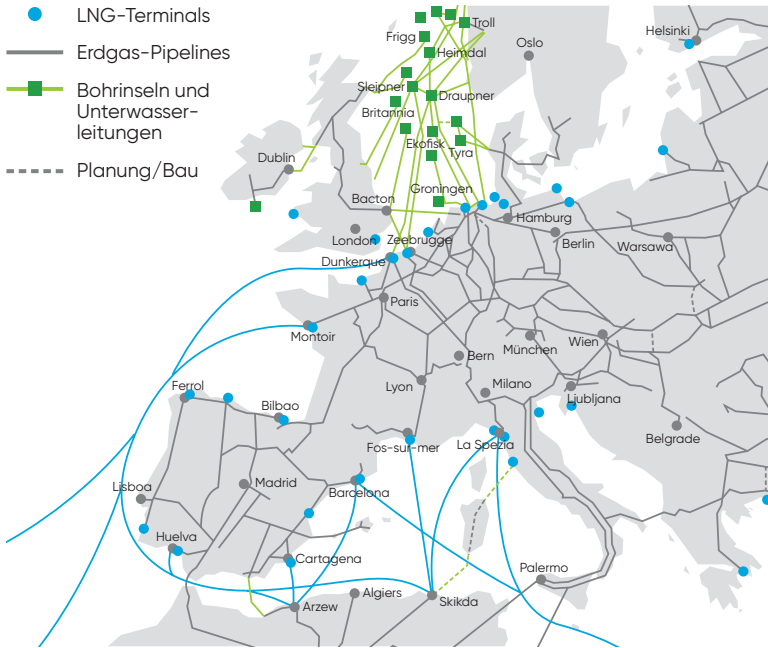 LNG-Terminals
Erdgas-Pipelines
Bohrinseln und
Unterwasser-
leitungen
Planung/Bau
Troll
Frigg
Heimdal
Oslo
Helsinki
Sleipner
Draupner
Britannia
Ekofisk
Tyra
Dublin
Groningen
Bacton
Hamburg
London
Zeebrugge
Berlin
Warsawa
Dunkerque
Paris
Montoir
Bern
München
Wien
Lyon
Milano
Ljubljana
Ferrol
Bilbao
Fos-sur-mer
La Spezia
Belgrade
Madrid
Barcelona
Lisboa
Huelva
Cartagena
Palermo
Arzew
Algiers
Skikda